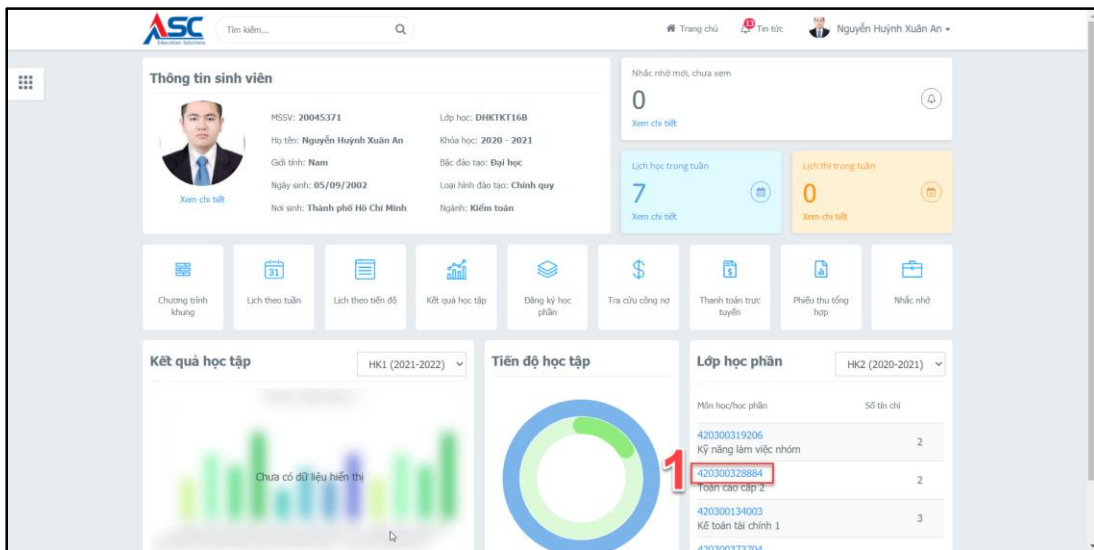 ASC
Education Solutions
Tìm kiếm...
Trang chủ
13
Tin tức
Nguyễn Huỳnh Xuân An
Thông tin sinh viên
MSSV: 20045371
Họ tên: Nguyễn Huỳnh Xuân An
Giới tính: Nam
Ngày sinh: 05/09/2002
Nơi sinh: Thành phố Hồ Chí Minh
Lớp học: DHKTKT16B
Khóa học: 2020 - 2021
Bậc đào tạo: Đại học
Loại hình đào tạo: Chính quy
Ngành: Kiểm toán
Xem chi tiết
Nhắc nhở mới, chưa xem
0
Xem chi tiết
Lịch học trong tuần
7
Xem chi tiết
Lịch thi trong tuần
0
Xem chi tiết
31
Chương trình
khung
Lịch theo tuần
Lịch theo tiến độ
Kết quả học tập
Đăng ký học
phần
Tra cứu công nợ
Thanh toán trực
tuyến
Phiếu thu tổng
hợp
Nhắc nhở
Kết quả học tập
HK1 (2021-2022)
Chưa có dữ liệu hiển thị
Tiến độ học tập
Lớp học phần
HK2 (2020-2021)
Môn học/học phần
Số tín chỉ
420300319206
Kỹ năng làm việc nhóm
2
1
420300328884
Toán cao cấp 2
2
420300134003
Kế toán tài chính 1
3
420300373704